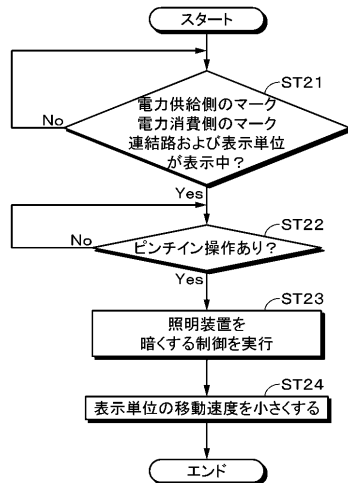 スタート
ST21
電力供給側のマーク
電力消費側のマーク
連結路および表示単位
が表示中？
No
Yes
ST22
ピンチイン操作あり？
No
Yes
ST23
照明装置を
暗くする制御を実行
ST24
表示単位の移動速度を小さくする
エンド